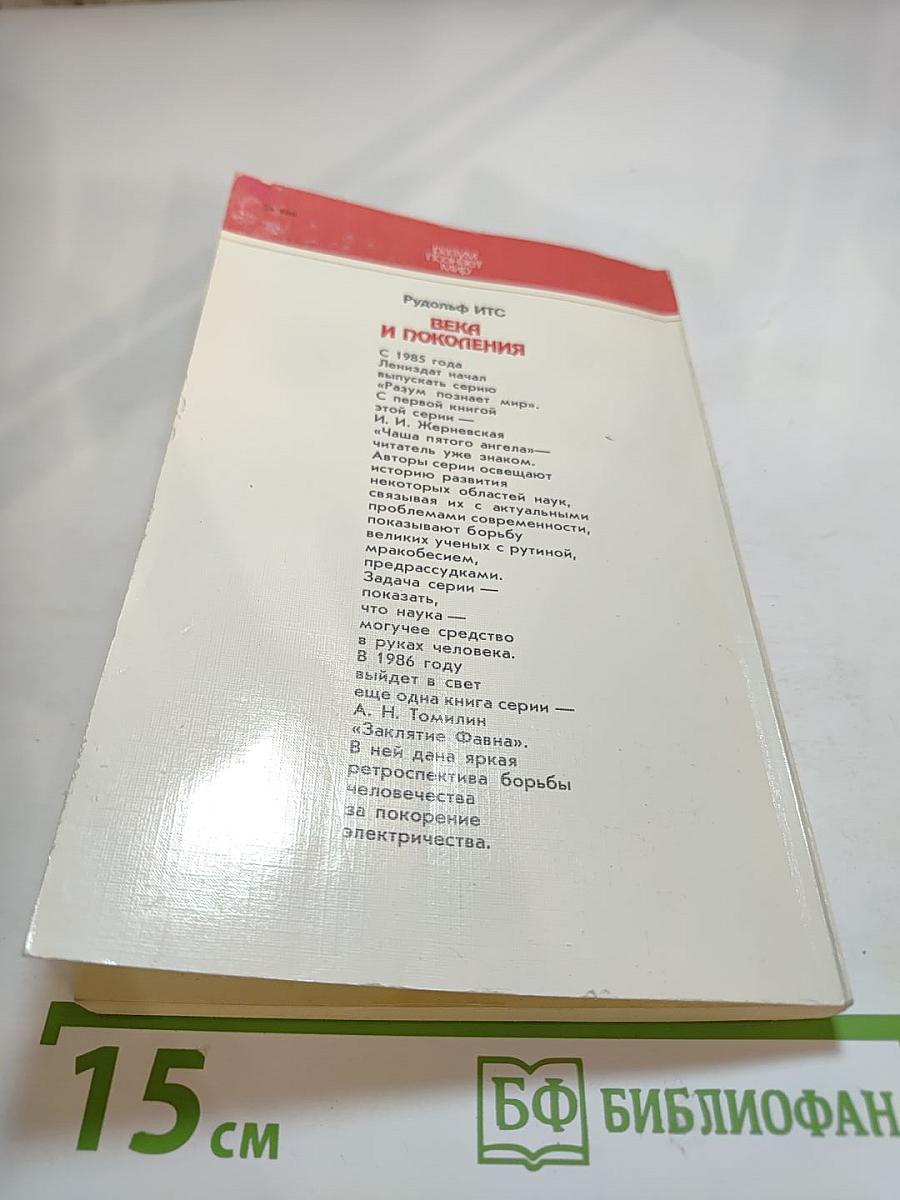 РАЗУМ
ПОЗНАЕТ
МИР
Рудольф ИТС
ВЕКА
И ПОКОЛЕНИЯ
С 1985 года
Лениздат начал
выпускать серию
«Разум познает мир».
С первой книгой
этой серии —
И. И. Жерневская
«Чаша пятого ангела»—
читатель уже знаком.
Авторы серии освещают
историю развития
некоторых областей наук,
связывая их с актуальными
проблемами современности,
показывают борьбу
великих ученых с рутиной,
мракобесием,
предрассудками.
Задача серии —
показать,
что наука —
могучее средство
в руках человека.
В 1986 году
выйдет в свет
еще одна книга серии —
А. Н. Томилин
«Заклятие Фавна».
В ней дана яркая
ретроспектива борьбы
человечества
за покорение
электричества.
15 см
БФ БИБЛИОФАН